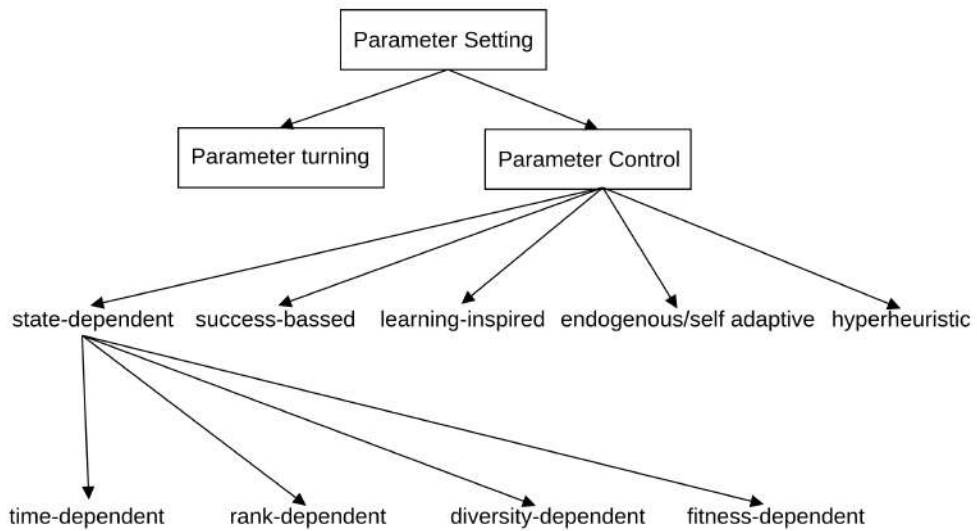 Parameter Setting
Parameter turning
Parameter Control
state-dependent
success-bassed
learning-inspired
endogenous/self adaptive
hyperheuristic
time-dependent
rank-dependent
diversity-dependent
fitness-dependent